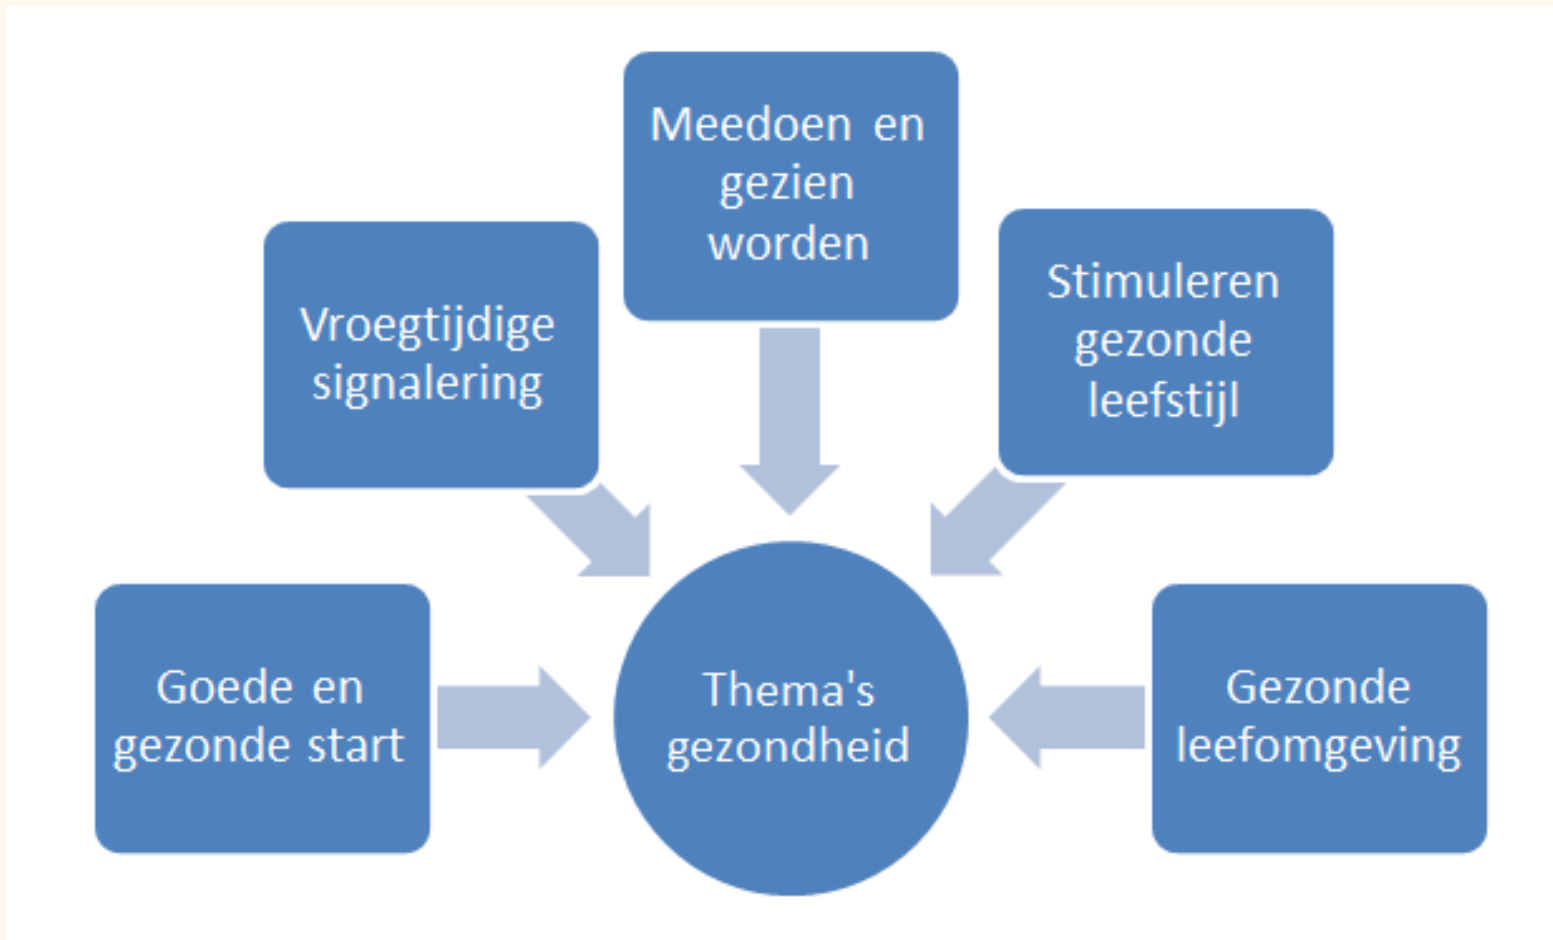 Meedoen en
gezien
worden
Vroegtijdige
signalering
Stimuleren
gezonde
leefstijl
Goede en
gezonde start
Thema's
gezondheid
Gezonde
leefomgeving